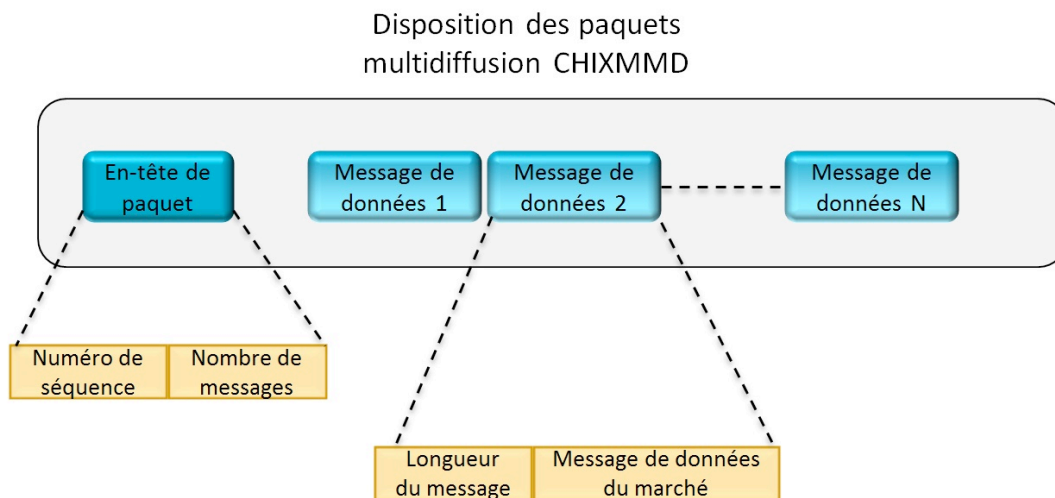 Disposition des paquets
multidiffusion CHIXMMD
En-tête de
paquet
Message de
données 1
Message de
données 2
Message de
données N
Numéro de
séquence
Nombre de
messages
Longueur
du message
Message de données
du marché